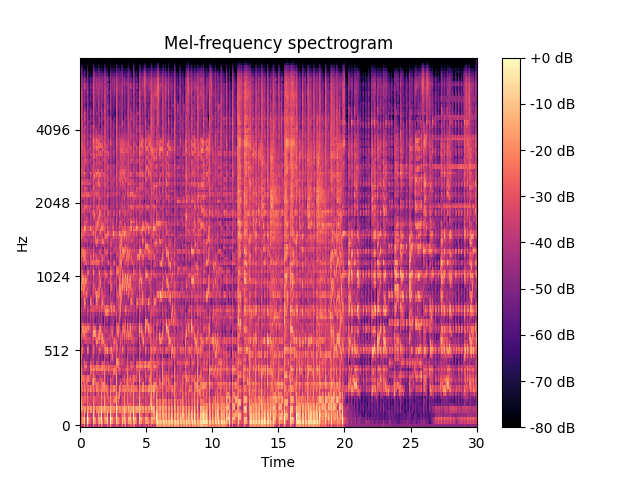 Mel-frequency spectrogram
Hz
4096
2048
1024
512
0
0 5 10 15 20 25 30
Time
+0 dB
-10 dB
-20 dB
-30 dB
-40 dB
-50 dB
-60 dB
-70 dB
-80 dB